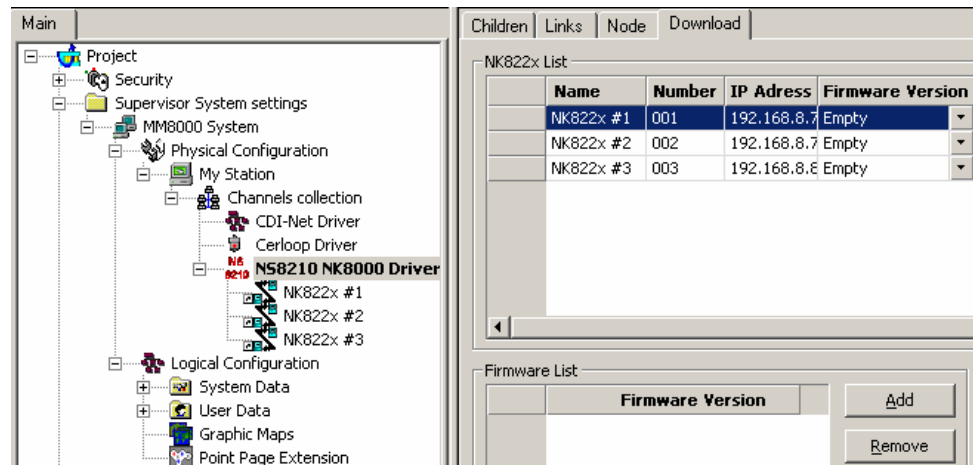 Main
Project
Security
Supervisor System settings
MM8000 System
Physical Configuration
My Station
Channels collection
CDI-Net Driver
Cerloop Driver
NS
8210
NS8210 NK8000 Driver
NK822x #1
NK822x #2
NK822x #3
Logical Configuration
System Data
User Data
Graphic Maps
Point Page Extension
Children Links Node Download
NK822x List
Name Number IP Adress Firmware Version
NK822x #1 001 192.168.8.7 Empty
NK822x #2 002 192.168.8.7 Empty
NK822x #3 003 192.168.8.8 Empty
Firmware List
Firmware Version
Add
Remove